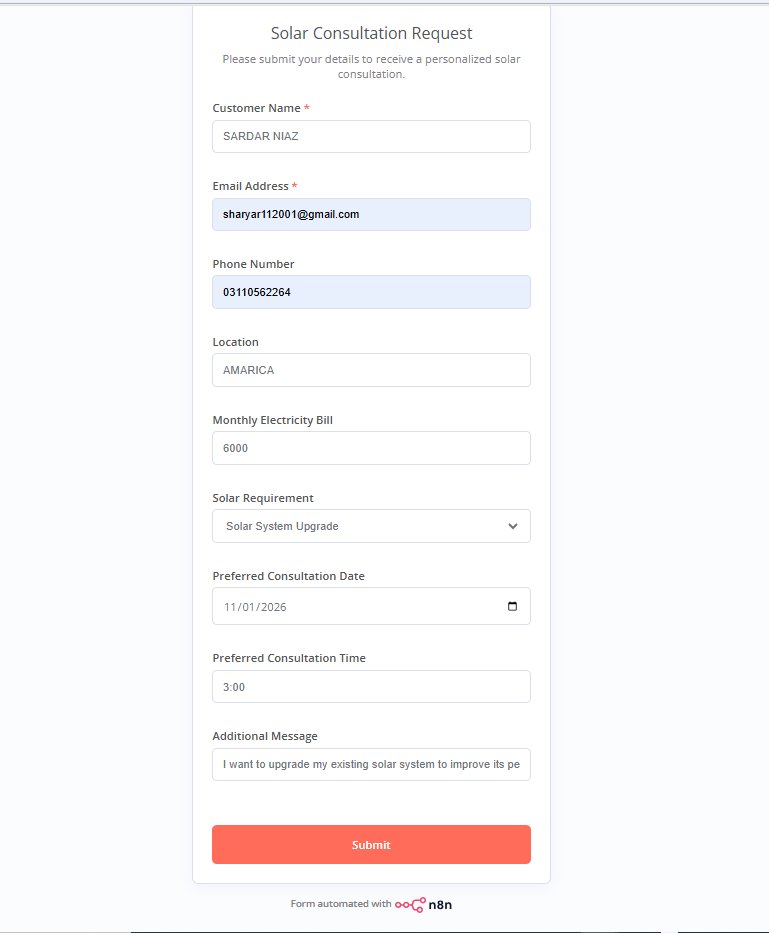 Solar Consultation Request
Please submit your details to receive a personalized solar
consultation.
Customer Name *
SARDAR NIAZ
Email Address *
sharyar112001@gmail.com
Phone Number
03110562264
Location
AMARICA
Monthly Electricity Bill
6000
Solar Requirement
Solar System Upgrade
Preferred Consultation Date
11/01/2026
Preferred Consultation Time
3:00
Additional Message
I want to upgrade my existing solar system to improve its pe
Submit
Form automated with n8n